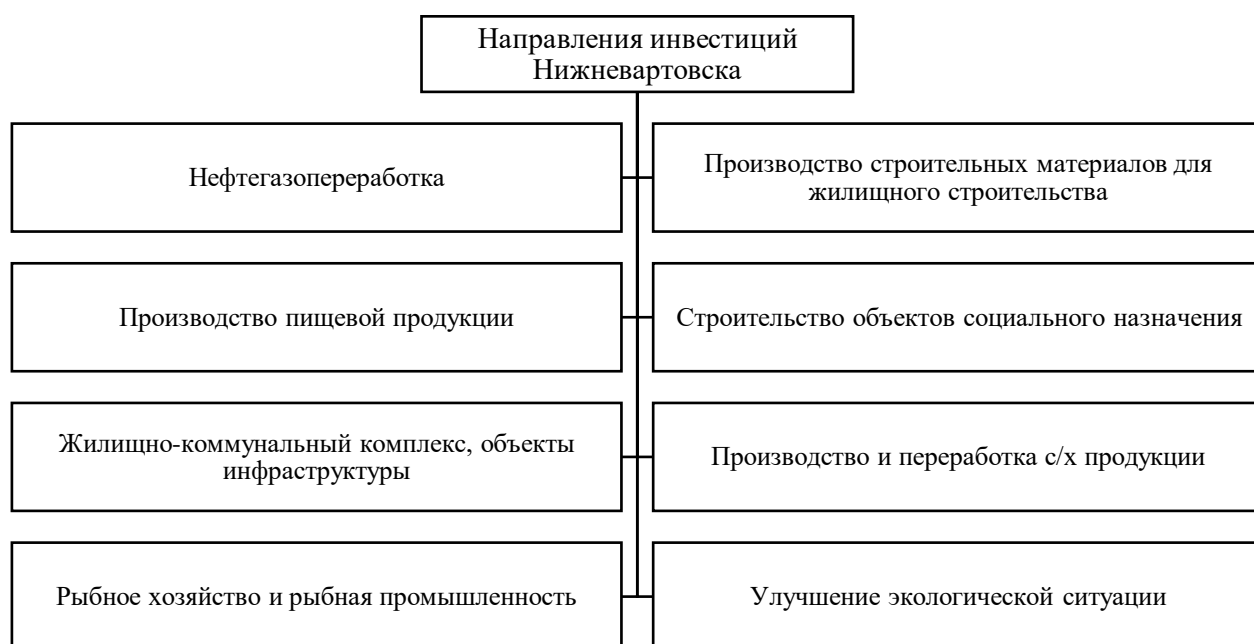 Направления инвестиций
Нижневартовска
Нефтегазопереработка
Производство строительных материалов для
жилищного строительства
Производство пищевой продукции
Строительство объектов социального назначения
Жилищно-коммунальный комплекс, объекты
инфраструктуры
Производство и переработка с/х продукции
Рыбное хозяйство и рыбная промышленность
Улучшение экологической ситуации